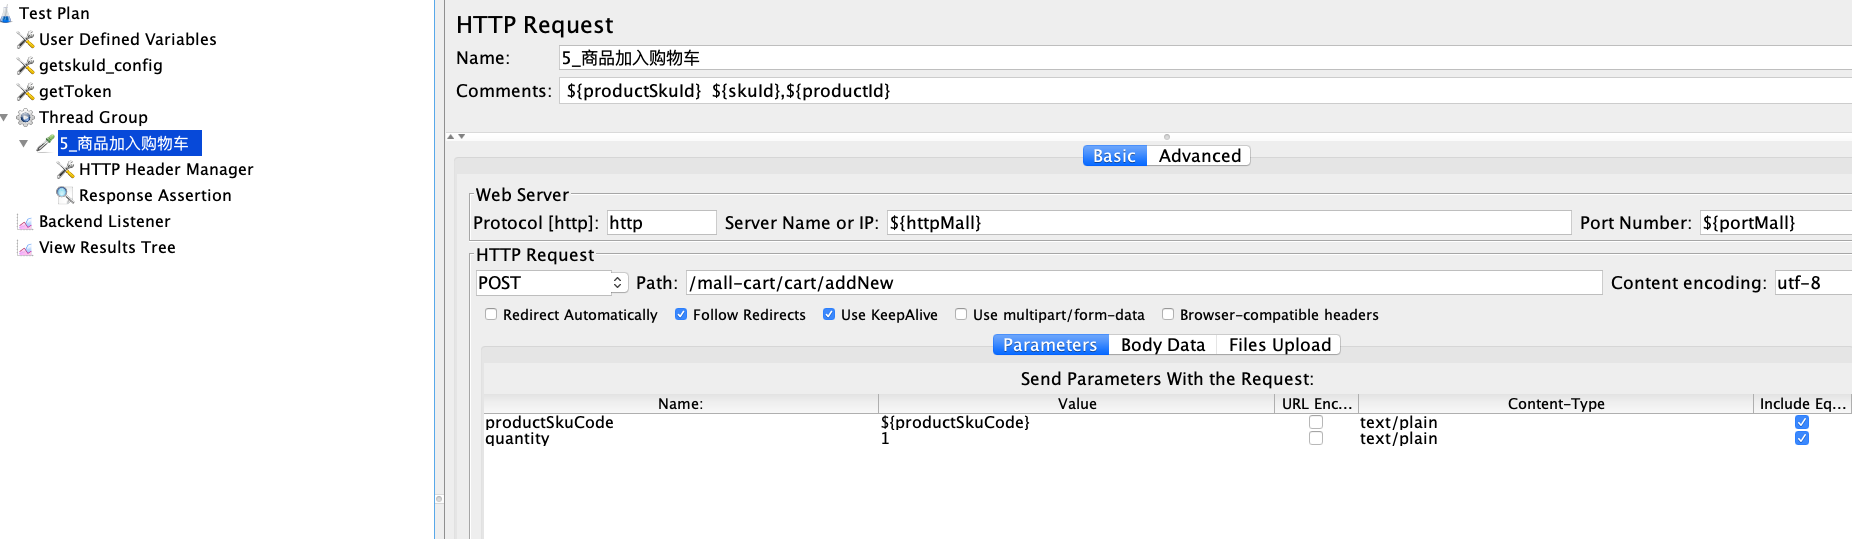 Test Plan
User Defined Variables
getskuId_config
getToken
Thread Group
5_商品加入购物车
HTTP Header Manager
Response Assertion
Backend Listener
View Results Tree
HTTP Request
Name: 5_商品加入购物车
Comments: ${productSkuId} ${skuId},${productId}
Basic Advanced
Web Server
Protocol [http]: http Server Name or IP: ${httpMall} Port Number: ${portMall}
HTTP Request
POST Path: /mall-cart/cart/addNew Content encoding: utf-8
Redirect Automatically Follow Redirects Use KeepAlive Use multipart/form-data Browser-compatible headers
Parameters Body Data Files Upload
Send Parameters With the Request:
Name: Value URL Enc... Content-Type Include Eq...
productSkuCode ${productSkuCode} text/plain
quantity 1 text/plain